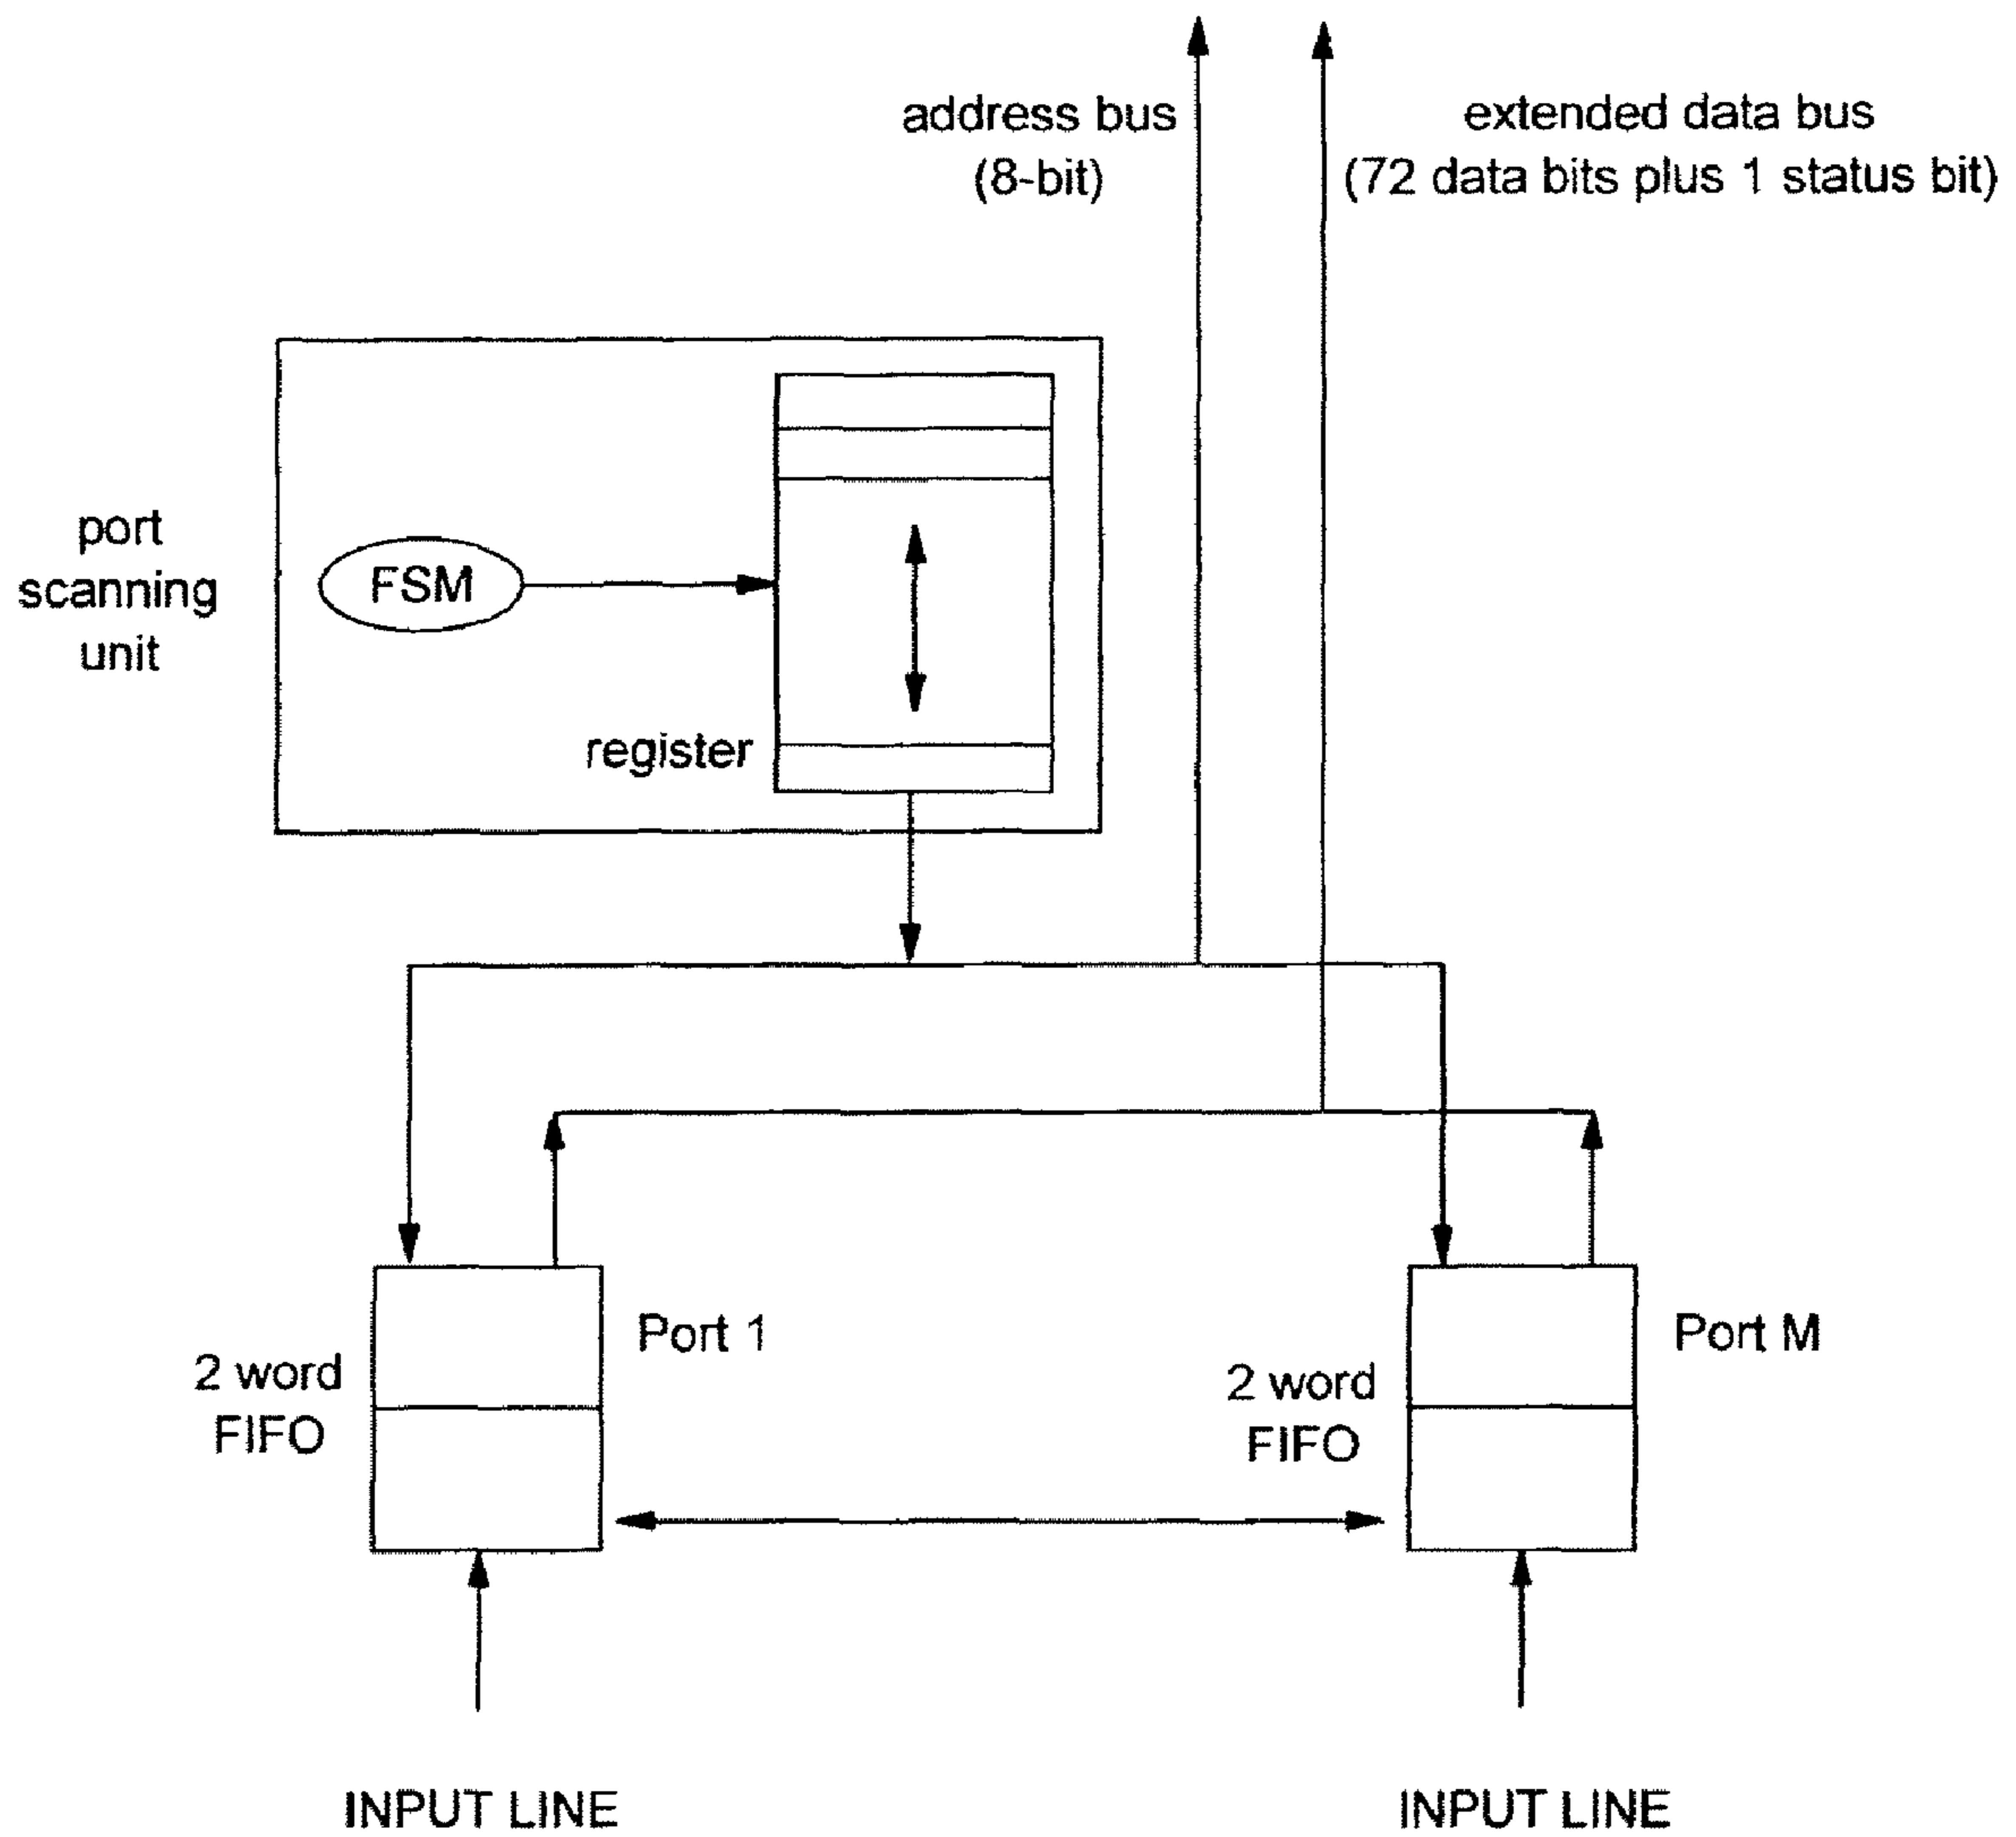 address bus
(8-bit)
extended data bus
(72 data bits plus 1 status bit)
port
scanning
unit
FSM
register
Port 1
2 word
FIFO
Port M
2 word
FIFO
INPUT LINE
INPUT LINE